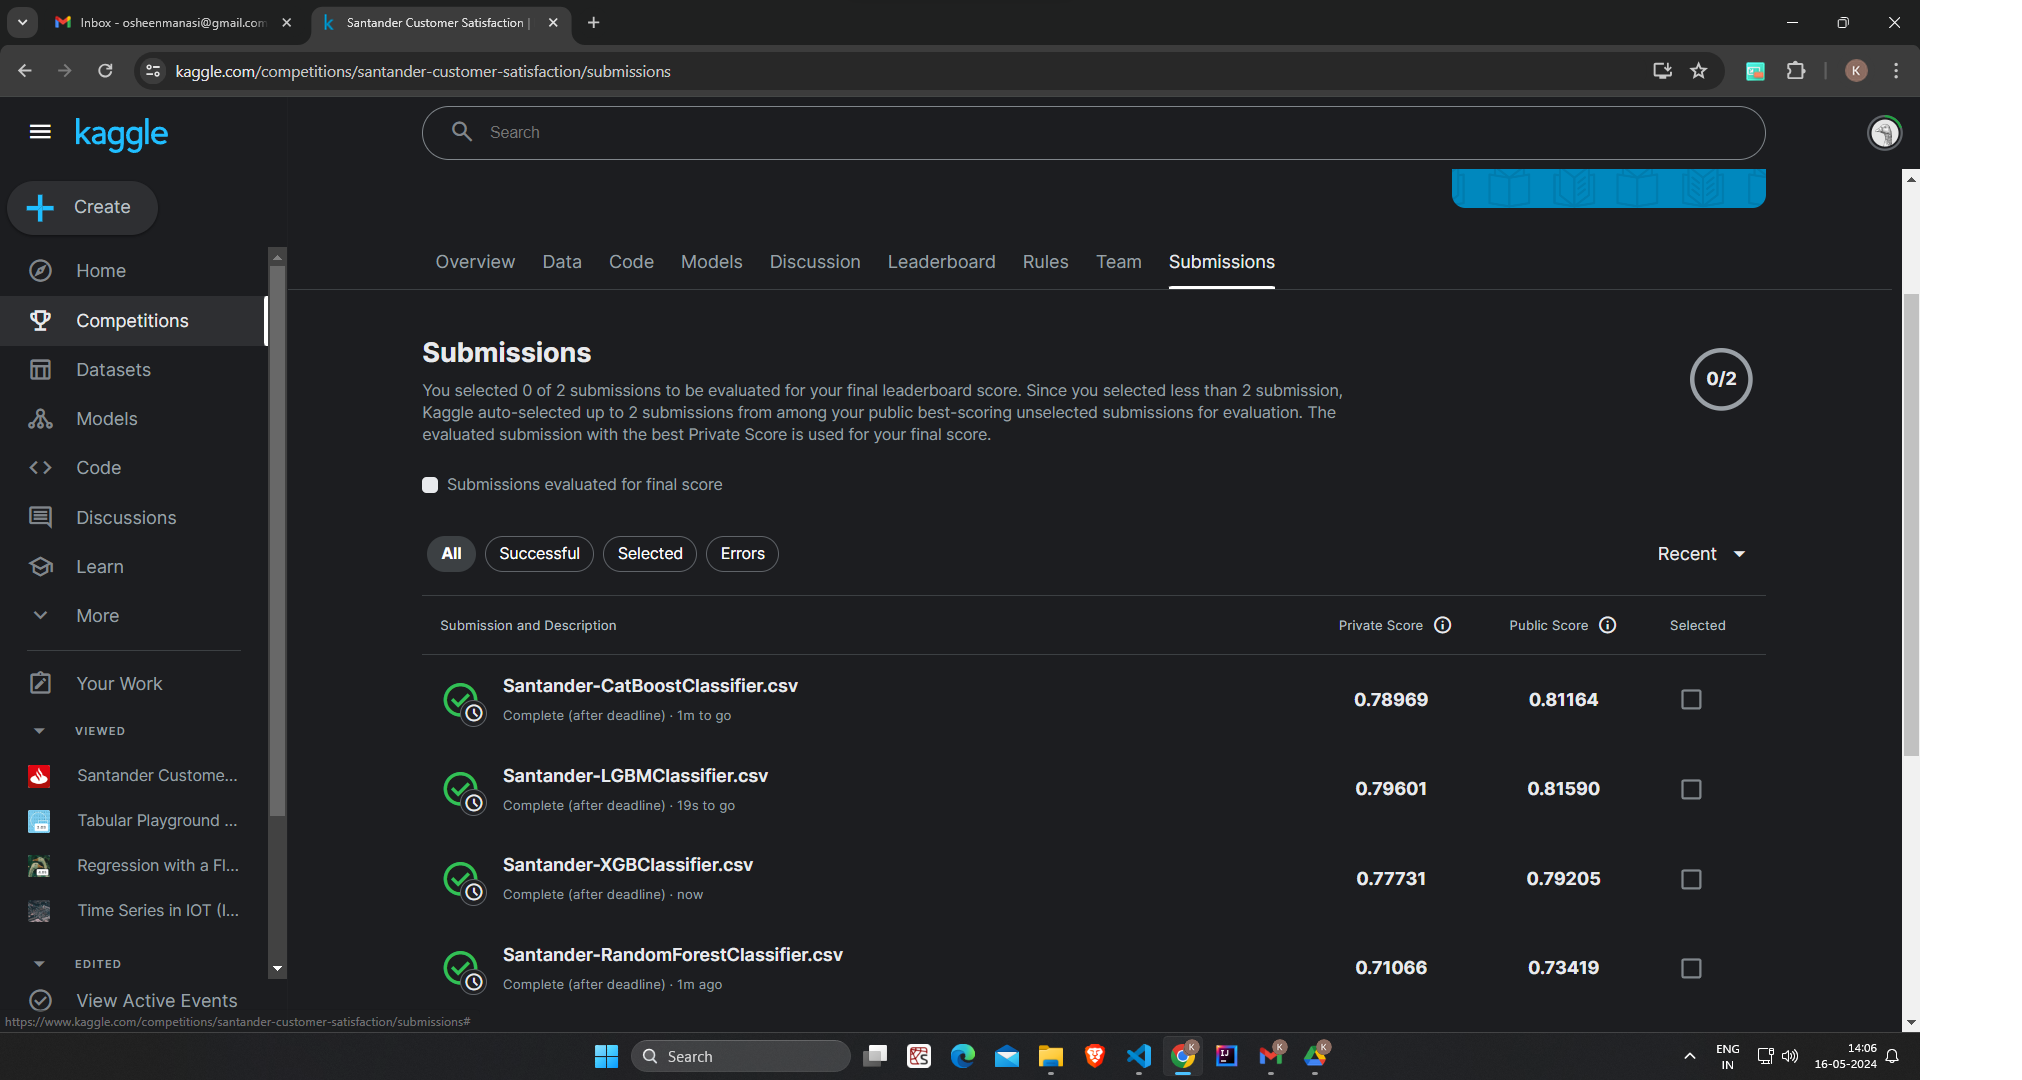 Inbox - osheenmanasi@gmail.com
Santander Customer Satisfaction |
kaggle.com/competitions/santander-customer-satisfaction/submissions
K
kaggle
Search
Create
Home
Competitions
Datasets
Models
Code
Discussions
Learn
More
Your Work
VIEWED
Santander Custome...
Tabular Playground ...
Regression with a Fl...
Time Series in IOT (I...
EDITED
View Active Events
https://www.kaggle.com/competitions/santander-customer-satisfaction/submissions#
Overview Data Code Models Discussion Leaderboard Rules Team Submissions
Submissions
You selected 0 of 2 submissions to be evaluated for your final leaderboard score. Since you selected less than 2 submission,
Kaggle auto-selected up to 2 submissions from among your public best-scoring unselected submissions for evaluation. The
evaluated submission with the best Private Score is used for your final score.
0/2
Submissions evaluated for final score
All Successful Selected Errors Recent
Submission and Description Private Score Public Score Selected
Santander-CatBoostClassifier.csv 0.78969 0.81164
Complete (after deadline) · 1m to go
Santander-LGBMClassifier.csv 0.79601 0.81590
Complete (after deadline) · 19s to go
Santander-XGBClassifier.csv 0.77731 0.79205
Complete (after deadline) · now
Santander-RandomForestClassifier.csv 0.71066 0.73419
Complete (after deadline) · 1m ago
Search
K
K
K
ENG
IN
14:06
16-05-2024